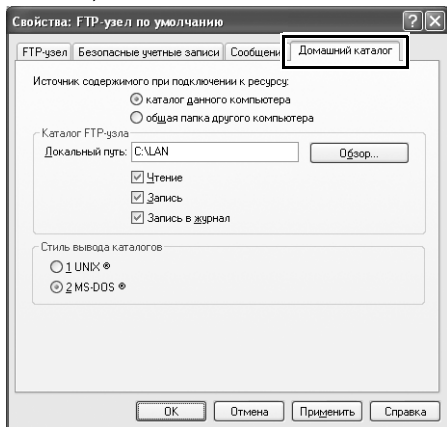 Свойства: FTP-узел по умолчанию
FTP-узел Безопасные учетные записи Сообщени Домашний каталог
Источник содержимого при подключении к ресурсу:
каталог данного компьютера
общая папка другого компьютера
Каталог FTP-узла
Локальный путь: C:\LAN Обзор...
Чтение
Запись
Запись в журнал
Стиль вывода каталогов
1 UNIX ®
2 MS-DOS ®
OK Отмена Применить Справка